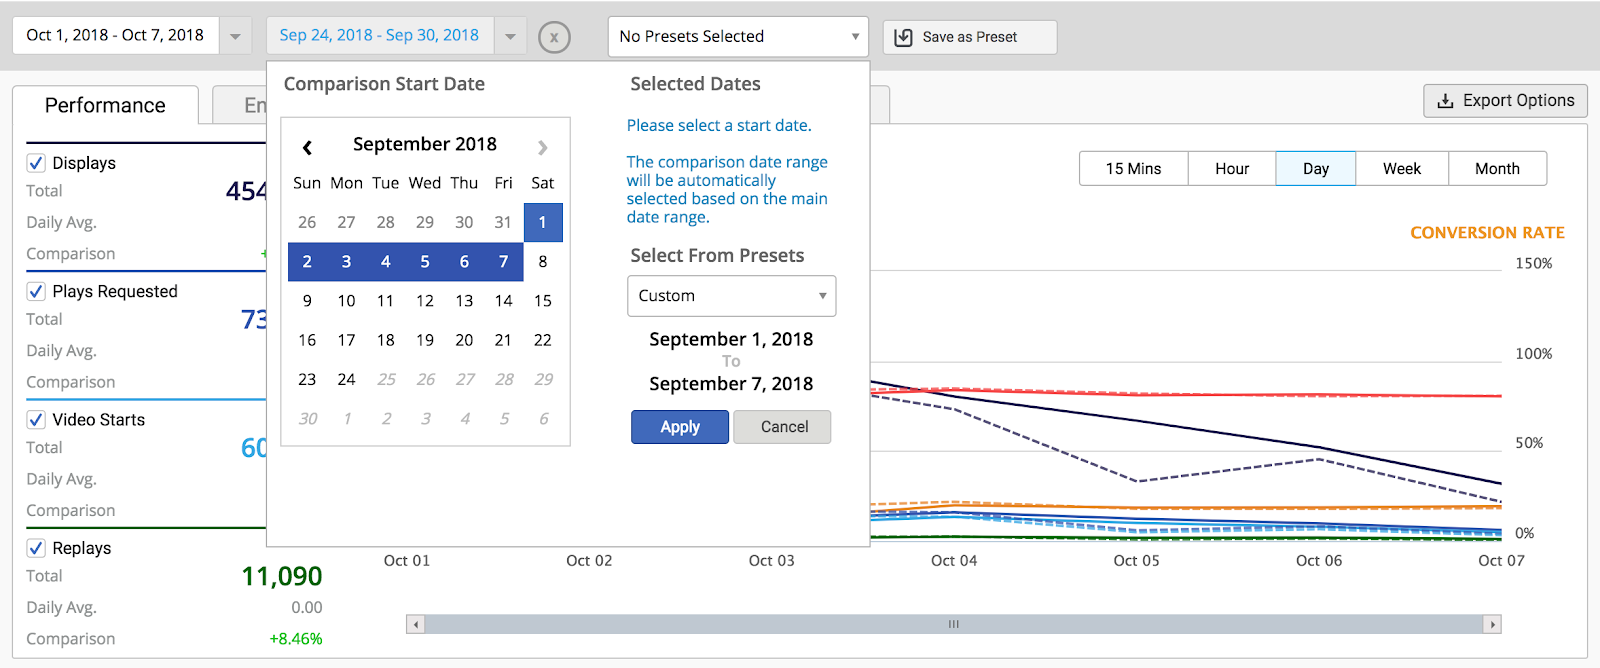 Oct 1, 2018 - Oct 7, 2018
Sep 24, 2018 - Sep 30, 2018
x
No Presets Selected
Save as Preset
Performance
En
Export Options
Comparison Start Date
September 2018
Sun Mon Tue Wed Thu Fri Sat
26 27 28 29 30 31 1
2 3 4 5 6 7 8
9 10 11 12 13 14 15
16 17 18 19 20 21 22
23 24 25 26 27 28 29
30 1 2 3 4 5 6
Selected Dates
Please select a start date.
The comparison date range
will be automatically
selected based on the main
date range.
Select From Presets
Custom
September 1, 2018
To
September 7, 2018
Apply
Cancel
Displays
Total 454
Daily Avg.
Comparison +
Plays Requested
Total 73
Daily Avg.
Comparison
Video Starts
Total 60
Daily Avg.
Comparison
Replays
Total 11,090
Daily Avg. 0.00
Comparison +8.46%
15 Mins Hour Day Week Month
CONVERSION RATE
150%
100%
50%
0%
Oct 01 Oct 02 Oct 03 Oct 04 Oct 05 Oct 06 Oct 07